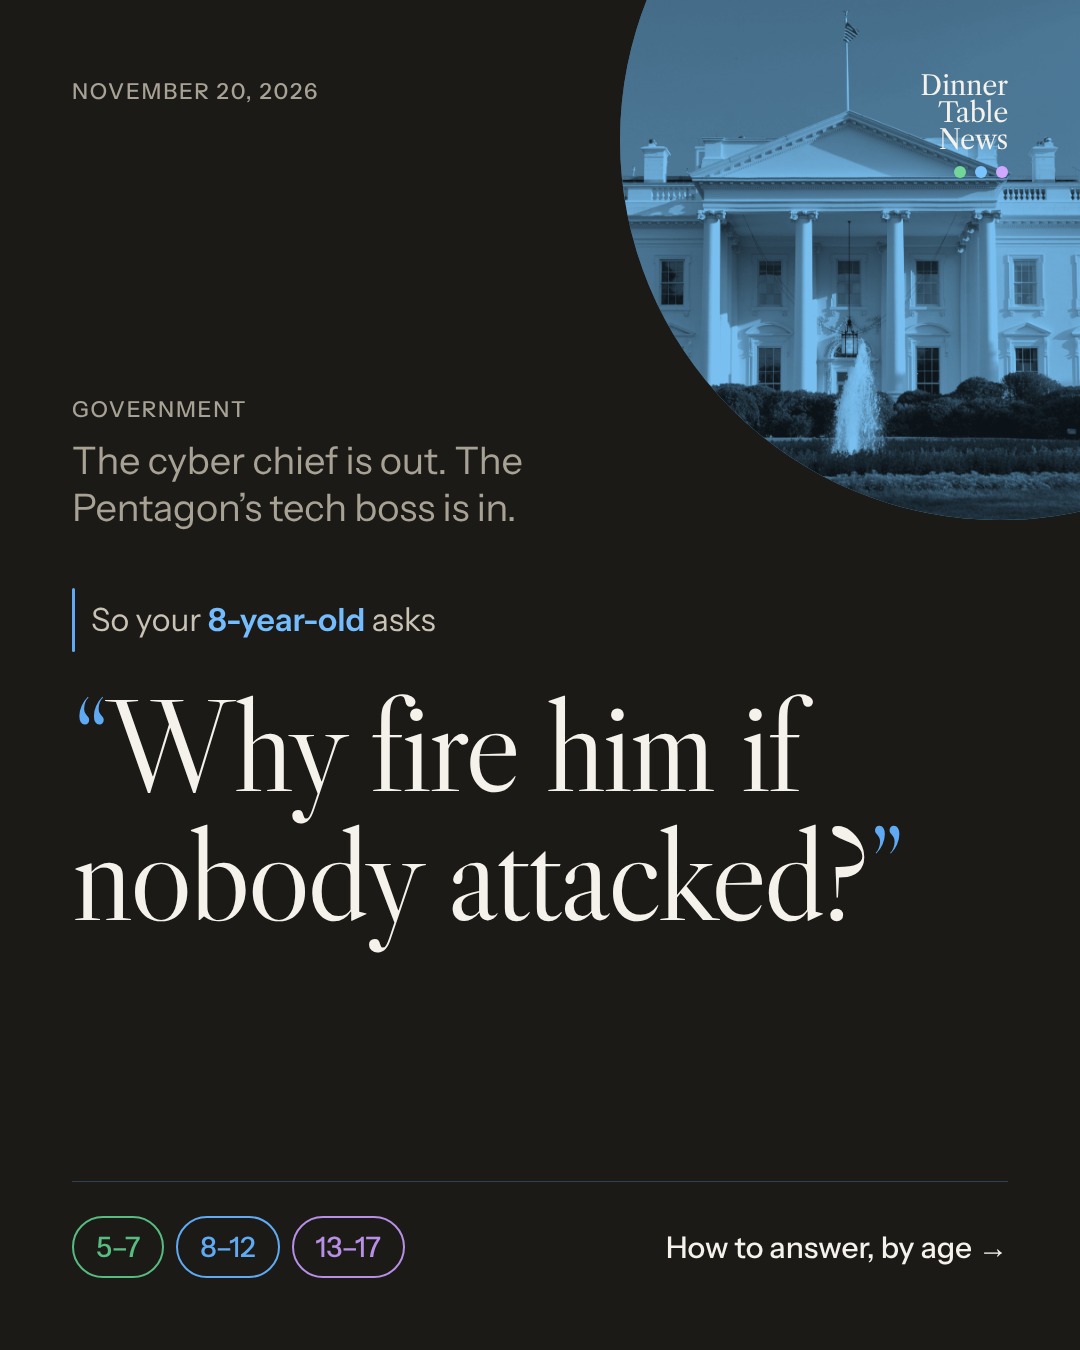 NOVEMBER 20, 2026
Dinner
Table
News
GOVERNMENT
The cyber chief is out. The
Pentagon’s tech boss is in.
So your 8-year-old asks
“Why fire him if
nobody attacked?”
5–7
8–12
13–17
How to answer, by age →